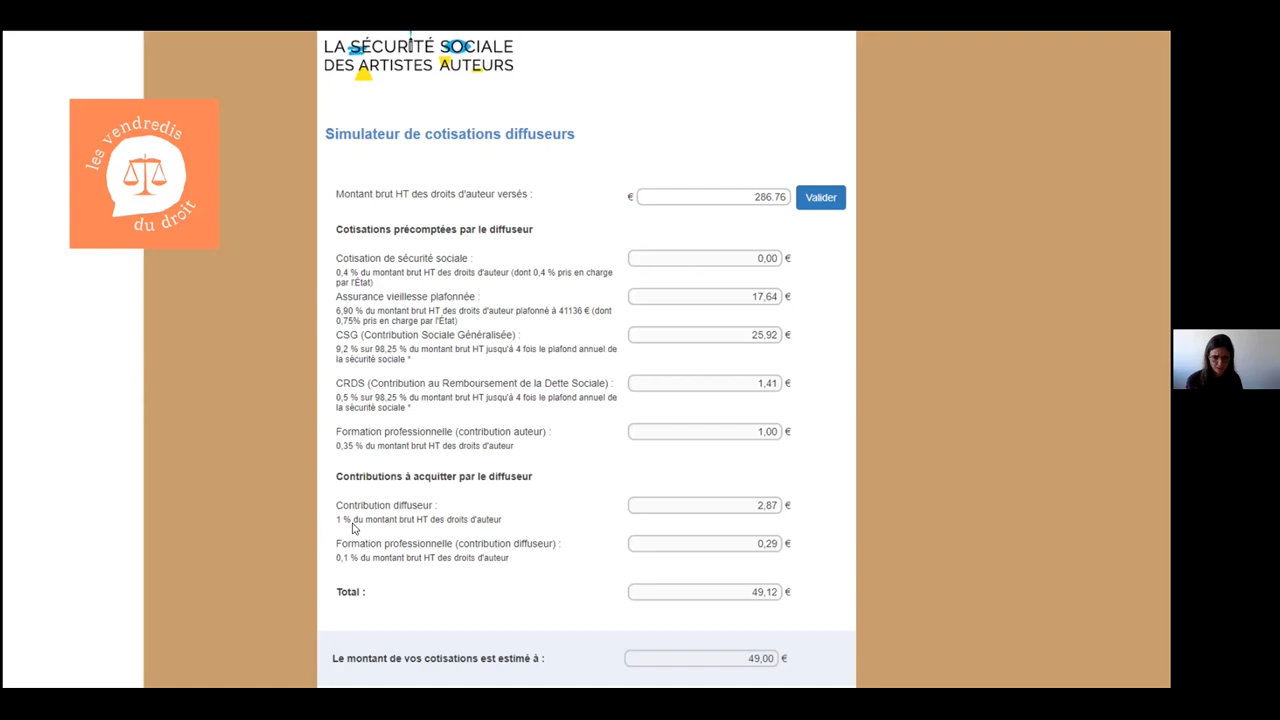 LA SÉCURITÉ SOCIALE
DES ARTISTES AUTEURS
les vendredis
du droit
Simulateur de cotisations diffuseurs
Montant brut HT des droits d'auteur versés : € 286.76 Valider
Cotisations précomptées par le diffuseur
Cotisation de sécurité sociale : 0,00 €
0,4 % du montant brut HT des droits d'auteur (dont 0,4 % pris en charge
par l'État)
Assurance vieillesse plafonnée : 17,64 €
6,90 % du montant brut HT des droits d'auteur plafonné à 41136 € (dont
0,75% pris en charge par l'État)
CSG (Contribution Sociale Généralisée) : 25,92 €
9,2 % sur 98,25 % du montant brut HT jusqu'à 4 fois le plafond annuel de
la sécurité sociale *
CRDS (Contribution au Remboursement de la Dette Sociale) : 1,41 €
0,5 % sur 98,25 % du montant brut HT jusqu'à 4 fois le plafond annuel de
la sécurité sociale *
Formation professionnelle (contribution auteur) : 1,00 €
0,35 % du montant brut HT des droits d'auteur
Contributions à acquitter par le diffuseur
Contribution diffuseur : 2,87 €
1 % du montant brut HT des droits d'auteur
Formation professionnelle (contribution diffuseur) : 0,29 €
0,1 % du montant brut HT des droits d'auteur
Total : 49,12 €
Le montant de vos cotisations est estimé à : 49,00 €